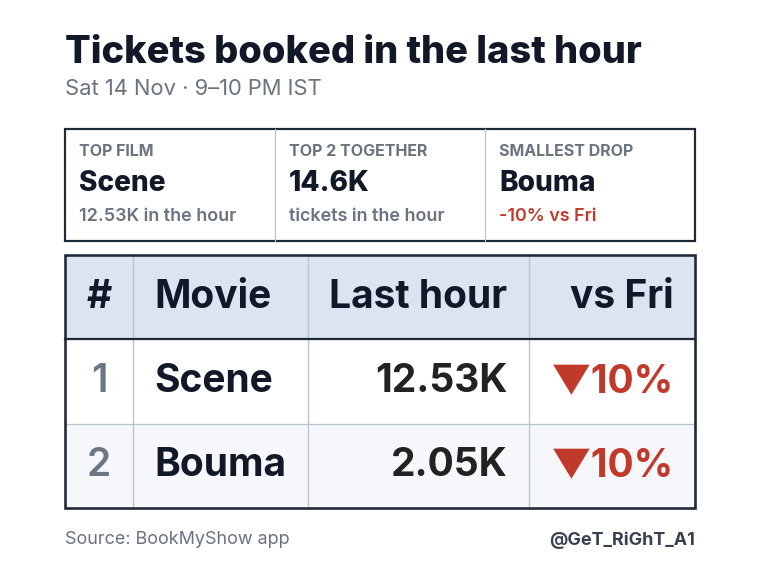 Tickets booked in the last hour
Sat 14 Nov · 9–10 PM IST
TOP FILM
Scene
12.53K in the hour
TOP 2 TOGETHER
14.6K
tickets in the hour
SMALLEST DROP
Bouma
-10% vs Fri
# Movie Last hour vs Fri
1 Scene 12.53K ▼10%
2 Bouma 2.05K ▼10%
Source: BookMyShow app
@GeT_RiGhT_A1